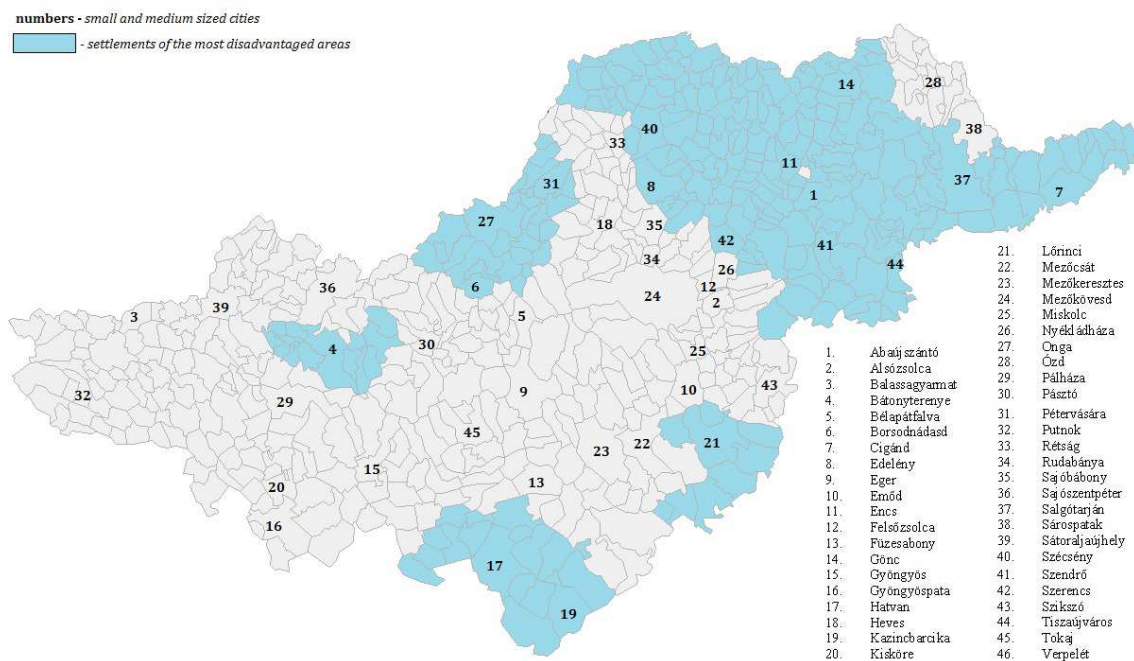 numbers - small and medium sized cities
- settlements of the most disadvantaged areas
14
28
40
38
33
11
31
37
8
1
7
27
18
35
42
41
34
26
44
6
36
12
24
2
39
3
5
4
30
25
43
9
10
32
29
45
22
21
23
15
13
20
16
17
19
1. Abaújszántó
2. Alsózsolca
3. Balassagyarmat
4. Bátonyterenye
5. Bélapátfalva
6. Borsodnádasd
7. Cigánd
8. Edelény
9. Eger
10. Emőd
11. Encs
12. Felsőzsolca
13. Füzesabony
14. Gönc
15. Gyöngyös
16. Gyöngyöspata
17. Hatvan
18. Heves
19. Kazincbarcika
20. Kisköre
21. Lőrinci
22. Mezőcsát
23. Mezőkeresztes
24. Mezőkövesd
25. Miskolc
26. Nyékládháza
27. Onga
28. Ózd
29. Pálháza
30. Pásztó
31. Pétervására
32. Putnok
33. Rétság
34. Rudabánya
35. Sajóbábony
36. Sajószentpéter
37. Salgótarján
38. Sárospatak
39. Sátoraljaújhely
40. Szécsény
41. Szendrő
42. Szerencs
43. Szikszó
44. Tiszaújváros
45. Tokaj
46. Verpelét